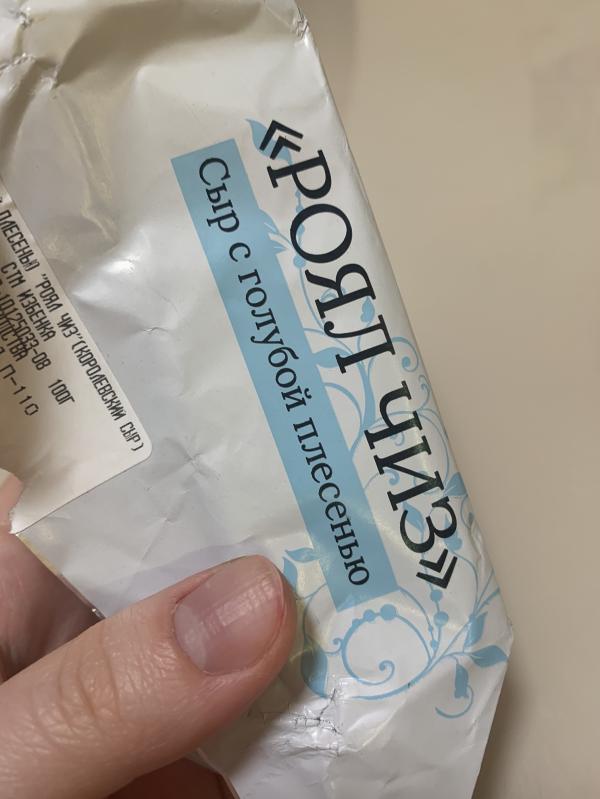 «РОЯЛ ЧИЗ»
Сыр с голубой плесенью
ПЛЕСЕНЬЮ "РОЯЛ ЧИЗ"(КОРОЛЕВСКИЙ СЫР)
СТМ ИЗБЕНКА
100Г
П-110